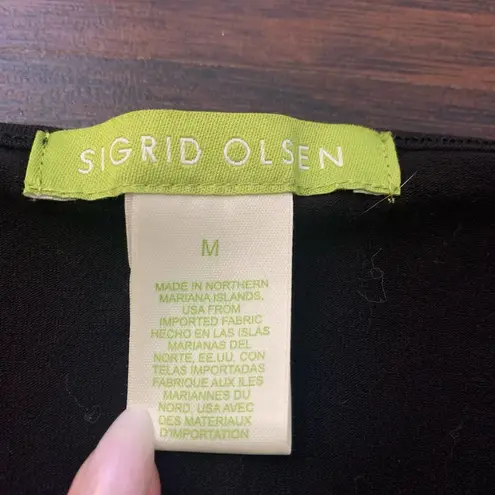 SIGRID OLSEN
M
MADE IN NORTHERN
MARIANA ISLANDS,
USA FROM
IMPORTED FABRIC
HECHO EN LAS ISLAS
MARIANAS DEL
NORTE, EE.UU. CON
TELAS IMPORTADAS
FABRIQUE AUX ILES
MARIANNES DU
NORD, USA AVEC
DES MATERIAUX
D'IMPORTATION